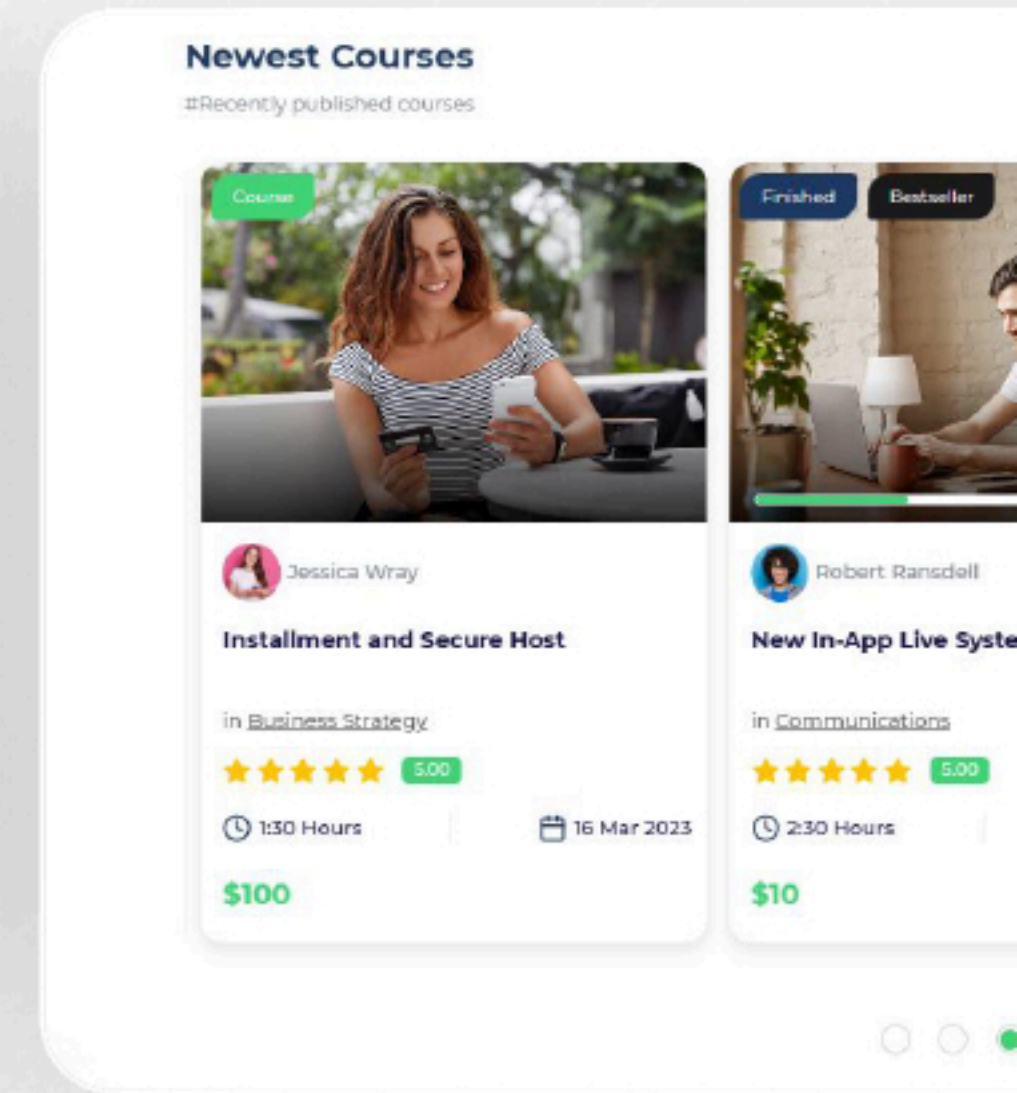 Newest Courses
#Recently published courses
Course
Jessica Wray
Installment and Secure Host
in Business Strategy
5.00
1:30 Hours
16 Mar 2023
$100
Finished
Bestseller
Robert Ransdell
New In-App Live Syste
in Communications
5.00
2:30 Hours
$10